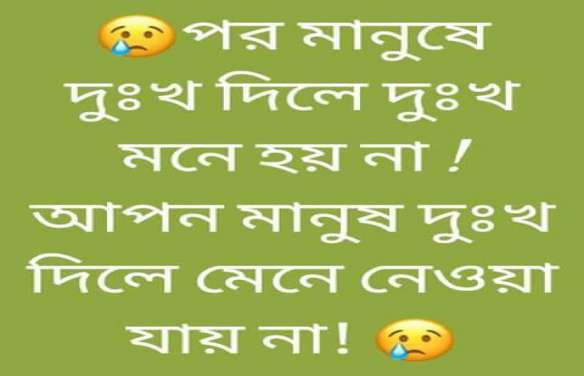 😢পর মানুষে
দুঃখ দিলে দুঃখ
মনে হয় না !
আপন মানুষ দুঃখ
দিলে মেনে নেওয়া
যায় না! 😢